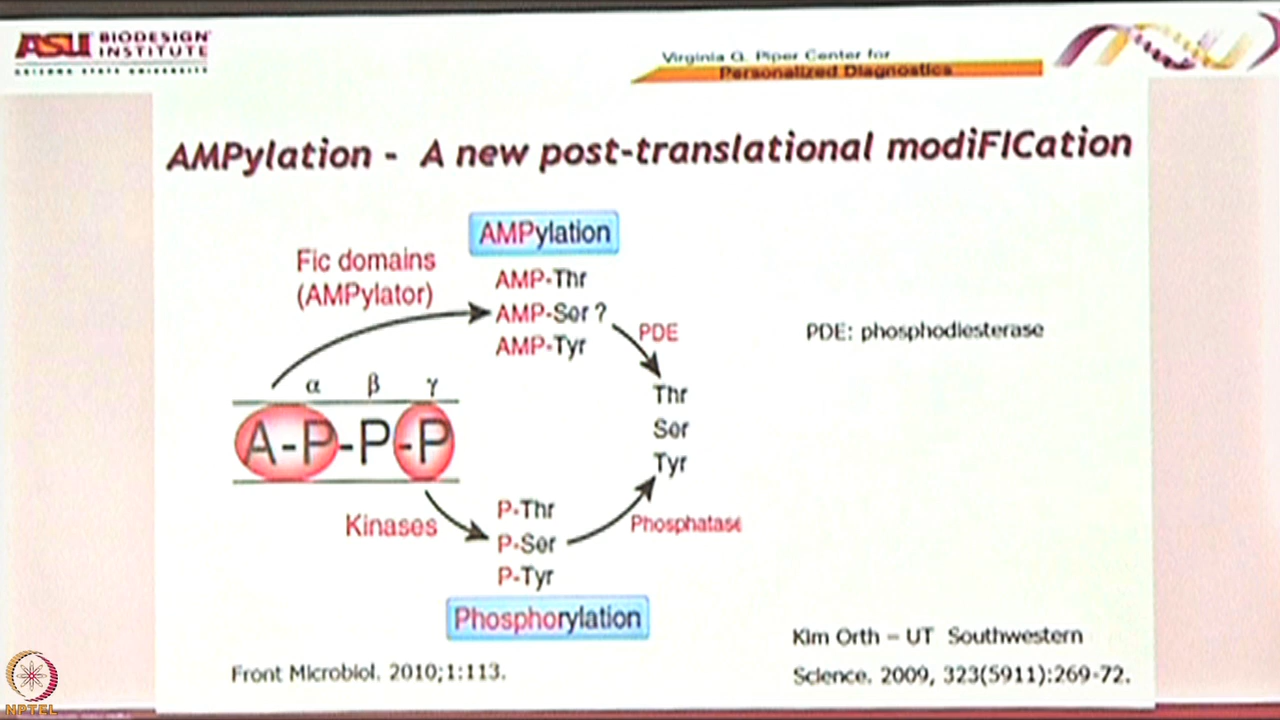 ASU BIODESIGN
INSTITUTE
ARIZONA STATE UNIVERSITY
Virginia G. Piper Center for
Personalized Diagnostics
AMPylation - A new post-translational modiFICation
AMPylation
Fic domains
(AMPylator)
AMP-Thr
AMP-Ser ?
AMP-Tyr
PDE
PDE: phosphodiesterase
α β γ
A-P-P-P
Thr
Ser
Tyr
Kinases
P-Thr
P-Ser
P-Tyr
Phosphatase
Phosphorylation
Kim Orth – UT Southwestern
Front Microbiol. 2010;1:113.
Science. 2009, 323(5911):269-72.
NPTEL